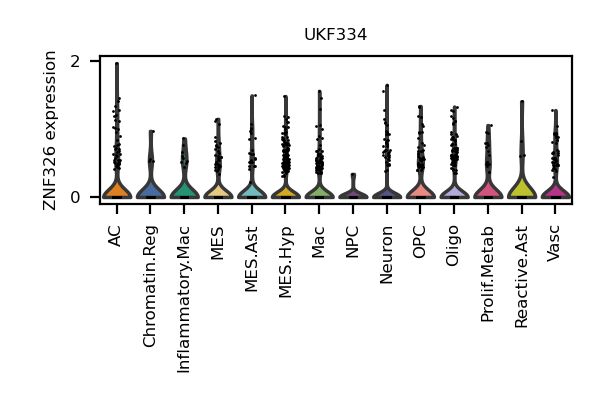 UKF334
ZNF326 expression
2
0
AC
Chromatin.Reg
Inflammatory.Mac
MES
MES.Ast
MES.Hyp
Mac
NPC
Neuron
OPC
Oligo
Prolif.Metab
Reactive.Ast
Vasc